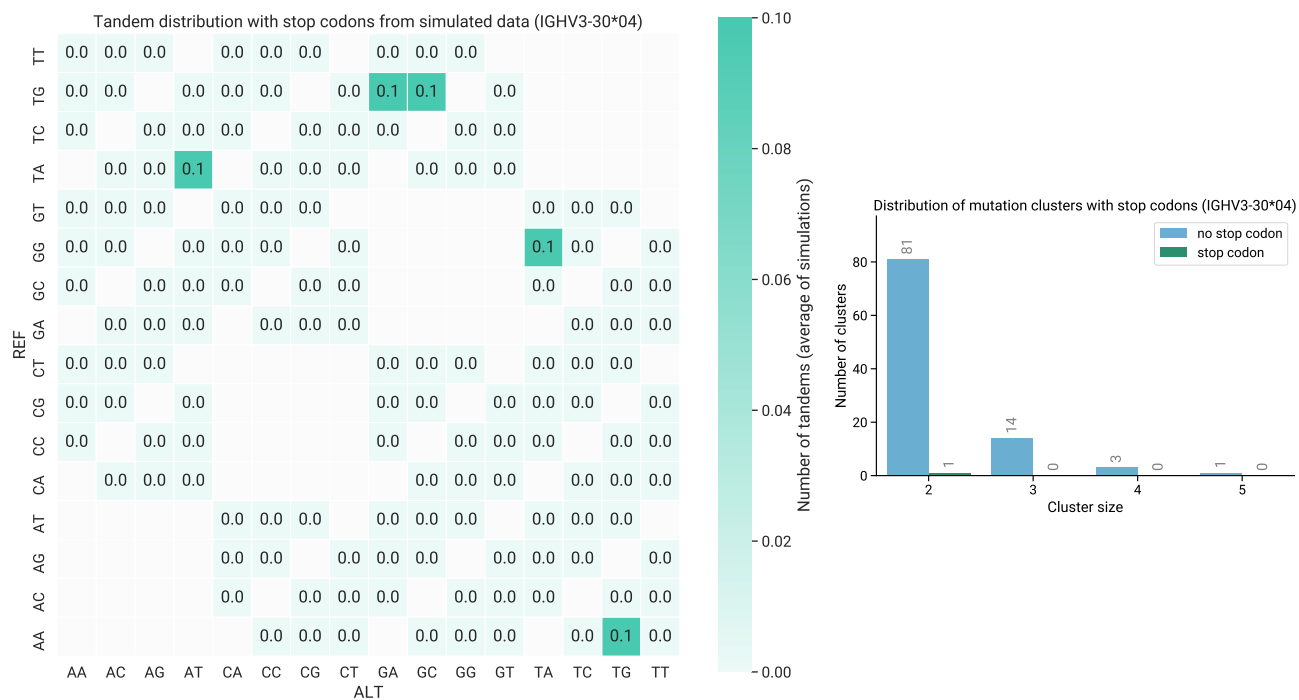 Tandem distribution with stop codons from simulated data (IGHV3-30*04)
TT 0.0 0.0 0.0 0.0 0.0 0.0 0.0 0.0 0.0
TG 0.0 0.0 0.0 0.0 0.0 0.0 0.1 0.1 0.0
TC 0.0 0.0 0.0 0.0 0.0 0.0 0.0 0.0 0.0
TA 0.0 0.0 0.1 0.0 0.0 0.0 0.0 0.0 0.0
GT 0.0 0.0 0.0 0.0 0.0 0.0 0.0 0.0 0.0
GG 0.0 0.0 0.0 0.0 0.0 0.0 0.1 0.0 0.0
GC 0.0 0.0 0.0 0.0 0.0 0.0 0.0 0.0 0.0
GA 0.0 0.0 0.0 0.0 0.0 0.0 0.0 0.0 0.0
CT 0.0 0.0 0.0 0.0 0.0 0.0 0.0 0.0 0.0
CG 0.0 0.0 0.0 0.0 0.0 0.0 0.0 0.0 0.0
CC 0.0 0.0 0.0 0.0 0.0 0.0 0.0 0.0 0.0
CA 0.0 0.0 0.0 0.0 0.0 0.0 0.0 0.0 0.0
AT 0.0 0.0 0.0 0.0 0.0 0.0 0.0 0.0 0.0
AG 0.0 0.0 0.0 0.0 0.0 0.0 0.0 0.0 0.0
AC 0.0 0.0 0.0 0.0 0.0 0.0 0.0 0.0 0.0
AA 0.0 0.0 0.0 0.0 0.0 0.0 0.0 0.1 0.0
AA AC AG AT CA CC CG CT GA GC GG GT TA TC TG TT
REF
ALT
0.10
0.08
0.06
0.04
0.02
0.00
Number of tandems (average of simulations)
Distribution of mutation clusters with stop codons (IGHV3-30*04)
no stop codon
stop codon
81 1 14 0 3 0 1 0
80
60
40
20
0
Number of clusters
2 3 4 5
Cluster size